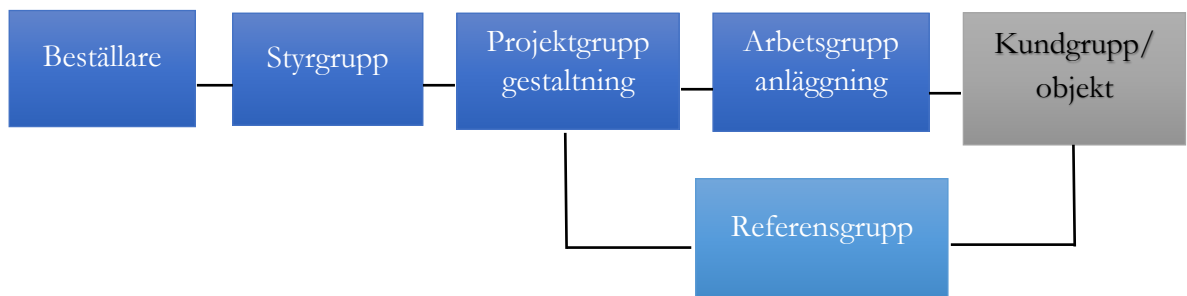 Beställare
Styrgrupp
Projektgrupp
gestaltning
Arbetsgrupp
anläggning
Kundgrupp/
objekt
Referensgrupp